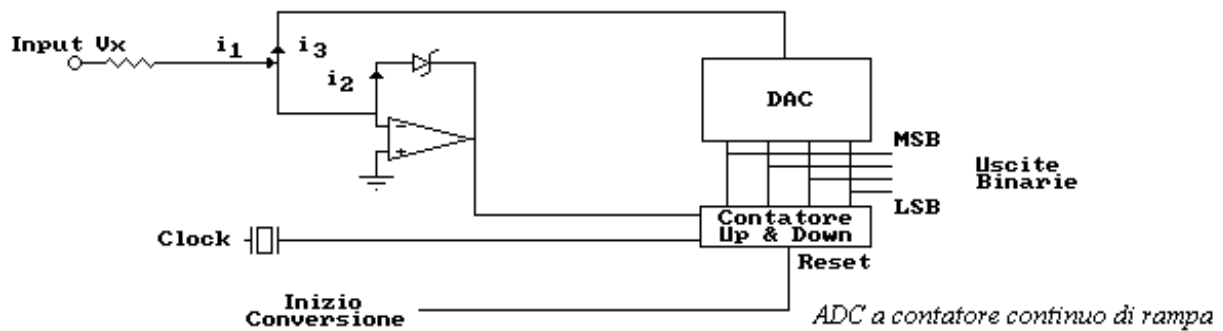 Input Vx
i1
i3
i2
-
+
DAC
MSB
Uscite
Binarie
LSB
Contatore
Up & Down
Clock
Reset
Inizio
Conversione
ADC a contatore continuo di rampa